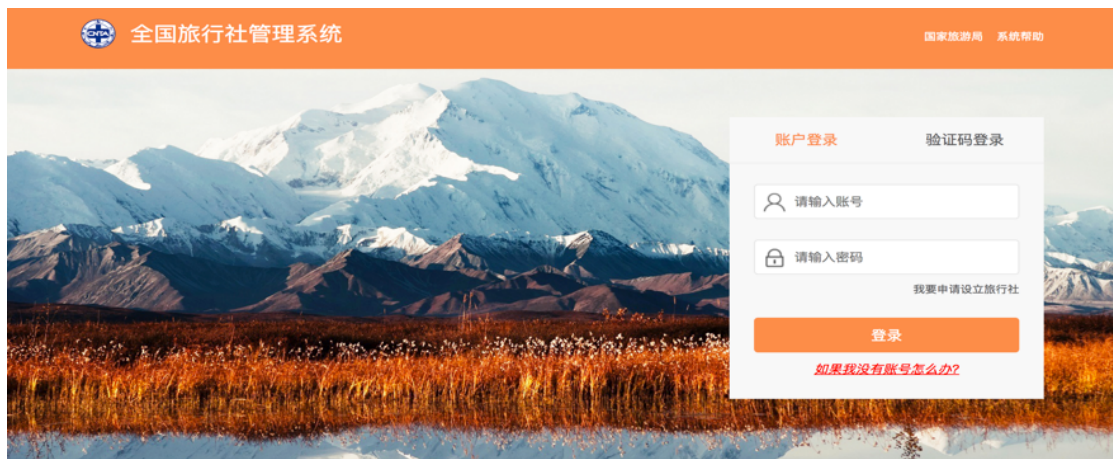 CNTA
全国旅行社管理系统
国家旅游局 系统帮助
账户登录 验证码登录
请输入账号
请输入密码
我要申请设立旅行社
登录
如果我没有账号怎么办?